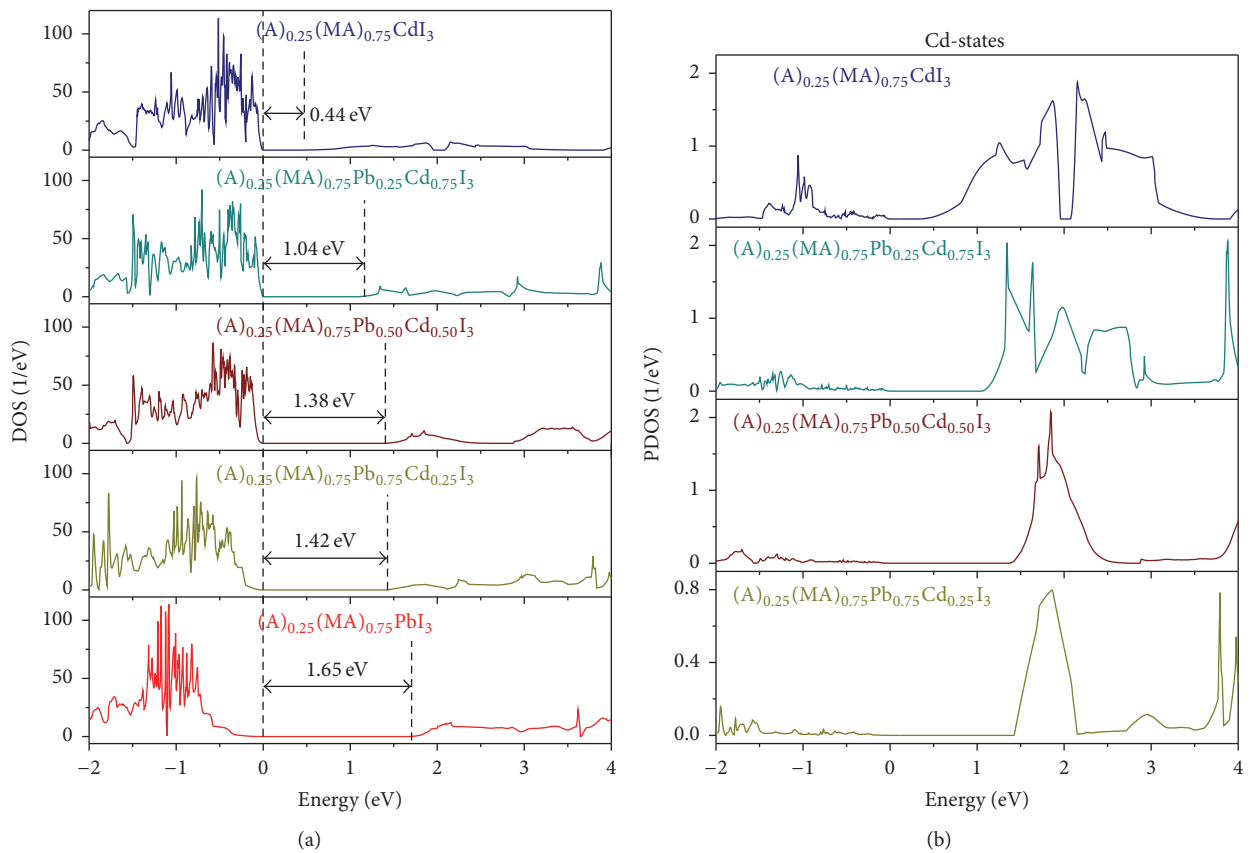 (A)0.25(MA)0.75CdI3
0.44 eV
(A)0.25(MA)0.75Pb0.25Cd0.75I3
1.04 eV
(A)0.25(MA)0.75Pb0.50Cd0.50I3
1.38 eV
(A)0.25(MA)0.75Pb0.75Cd0.25I3
1.42 eV
(A)0.25(MA)0.75PbI3
1.65 eV
100
50
0
100
50
0
100
50
0
100
50
0
100
50
0
DOS (1/eV)
−2 −1 0 1 2 3 4
Energy (eV)
(a)
Cd-states
(A)0.25(MA)0.75CdI3
(A)0.25(MA)0.75Pb0.25Cd0.75I3
(A)0.25(MA)0.75Pb0.50Cd0.50I3
(A)0.25(MA)0.75Pb0.75Cd0.25I3
2
1
0
2
1
0
2
1
0
0.8
0.4
0.0
PDOS (1/eV)
−2 −1 0 1 2 3 4
Energy (eV)
(b)